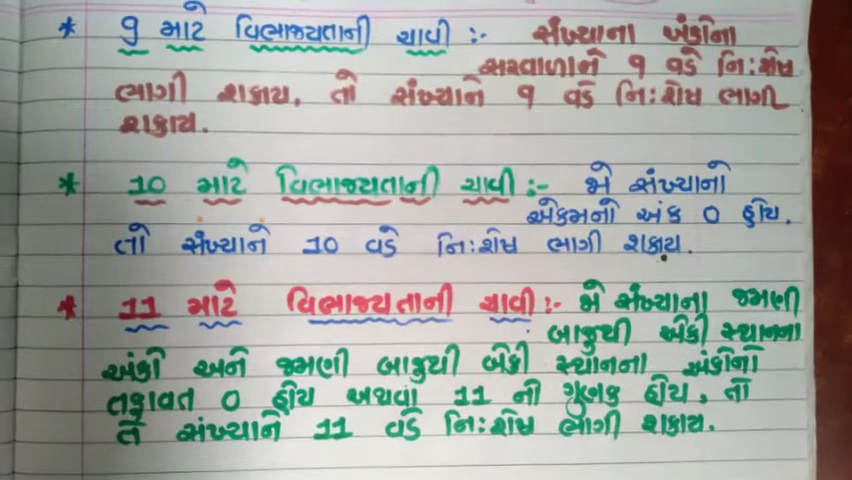 * 9 માટે વિભાજ્યતાની ચાવી :- સંખ્યાના અંકોના
સરવાળાને 9 વડે નિ:શેષ
ભાગી શકાય, તો સંખ્યાને 9 વડે નિ:શેષ ભાગી
શકાય.
* 10 માટે વિભાજ્યતાની ચાવી :- જે સંખ્યાનો
એકમનો અંક 0 હોય.
તો સંખ્યાને 10 વડે નિ:શેષ ભાગી શકાય.
* 11 માટે વિભાજ્યતાની ચાવી :- જે સંખ્યાના જમણી
બાજુથી એકી સ્થાનના
અંકો અને જમણી બાજુથી બેકી સ્થાનના અંકોનો
તફાવત 0 હોય અથવા 11 નો ગુણક હોય, તો
તે સંખ્યાને 11 વડે નિ:શેષ ભાગી શકાય.